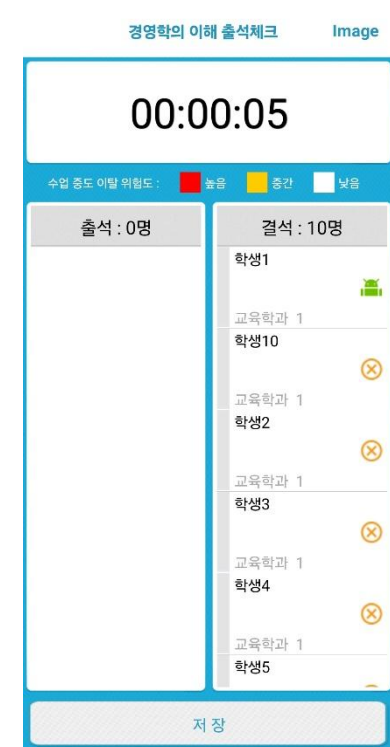 경영학의 이해 출석체크 Image
00:00:05
수업 중도 이탈 위험도 : 높음 중간 낮음
출석 : 0명
결석 : 10명
학생1
교육학과 1
학생10
교육학과 1
학생2
교육학과 1
학생3
교육학과 1
학생4
교육학과 1
학생5
저 장